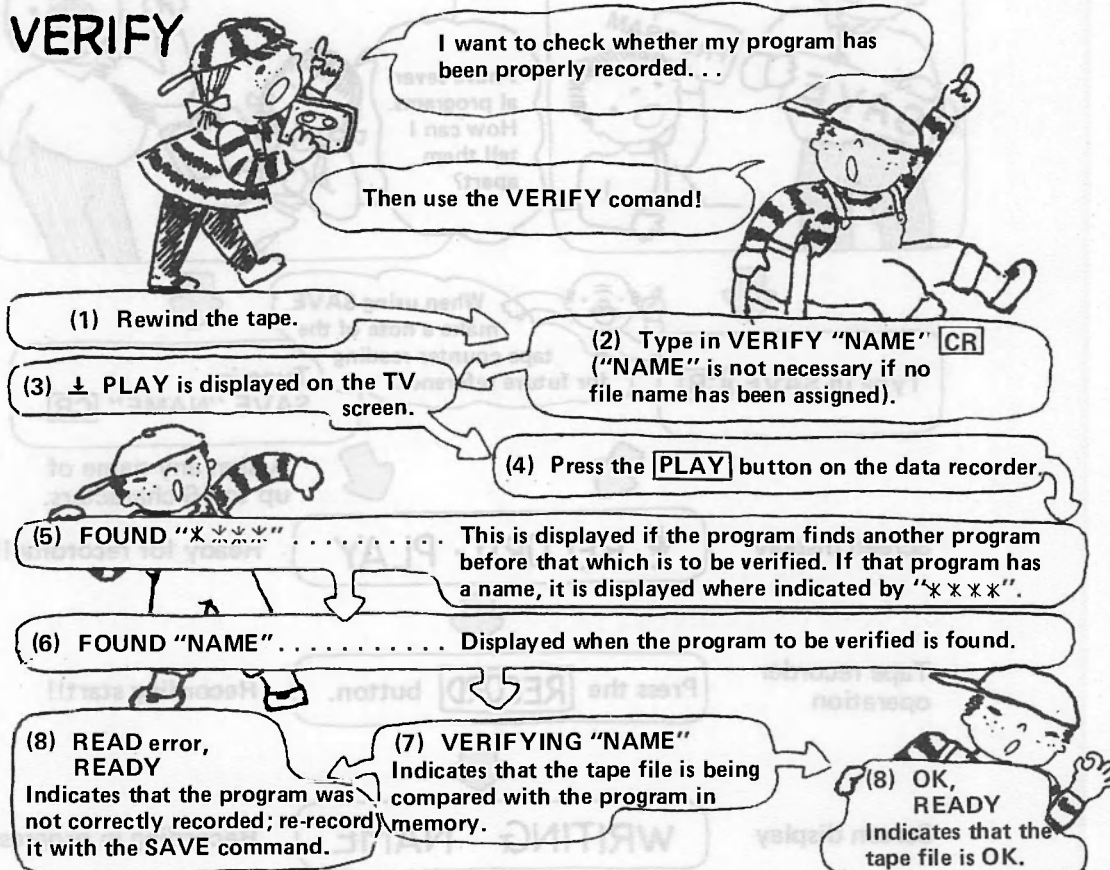 VERIFY
I want to check whether my program has
been properly recorded. . .
Then use the VERIFY comand!
(1) Rewind the tape.
(2) Type in VERIFY "NAME" CR
("NAME" is not necessary if no
file name has been assigned).
(3) ↓ PLAY is displayed on the TV
screen.
(4) Press the PLAY button on the data recorder.
(5) FOUND "✳✳✳✳" . . . . . . . . . . This is displayed if the program finds another program
before that which is to be verified. If that program has
a name, it is displayed where indicated by "✳✳✳✳".
(6) FOUND "NAME" . . . . . . . . . . . Displayed when the program to be verified is found.
(7) VERIFYING "NAME"
Indicates that the tape file is being
compared with the program in
memory.
(8) READ error,
READY
Indicates that the program was
not correctly recorded; re-record
it with the SAVE command.
(8) OK,
READY
Indicates that the
tape file is OK.